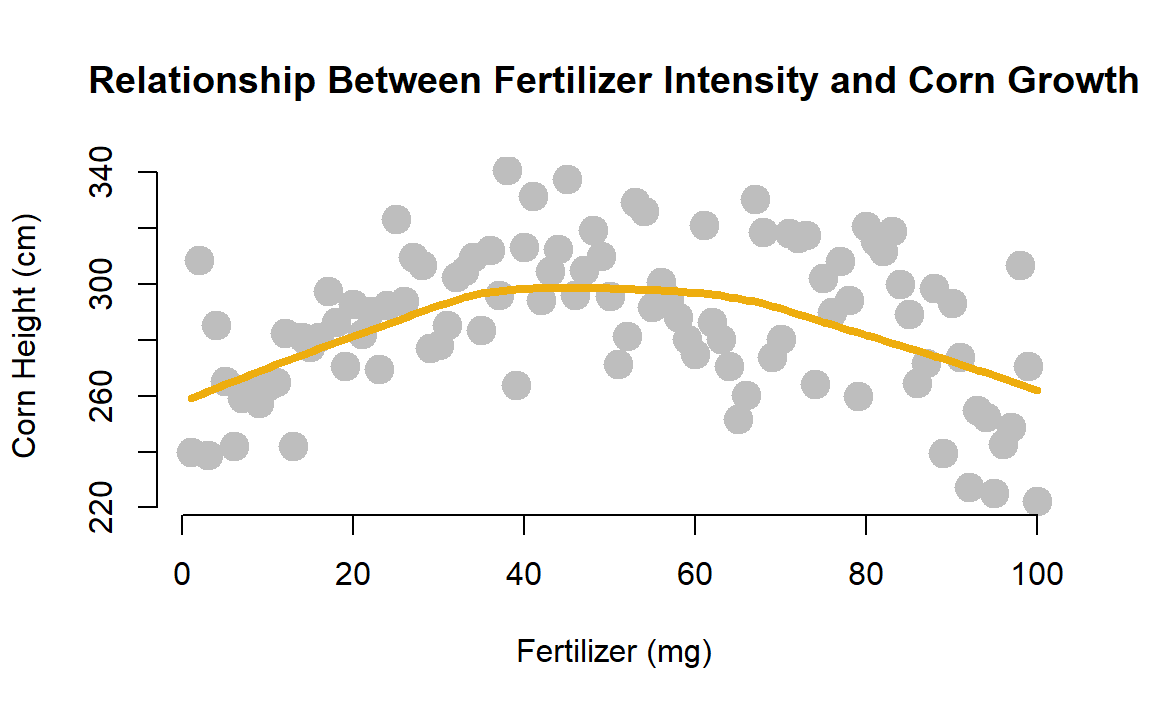 Relationship Between Fertilizer Intensity and Corn Growth
Corn Height (cm)
340
300
260
220
0 20 40 60 80 100
Fertilizer (mg)